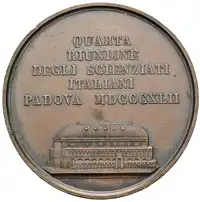 QUARTA
RIUNIONE
DEGLI SCIENZIATI
ITALIANI
PADOVA MDCCCXLII